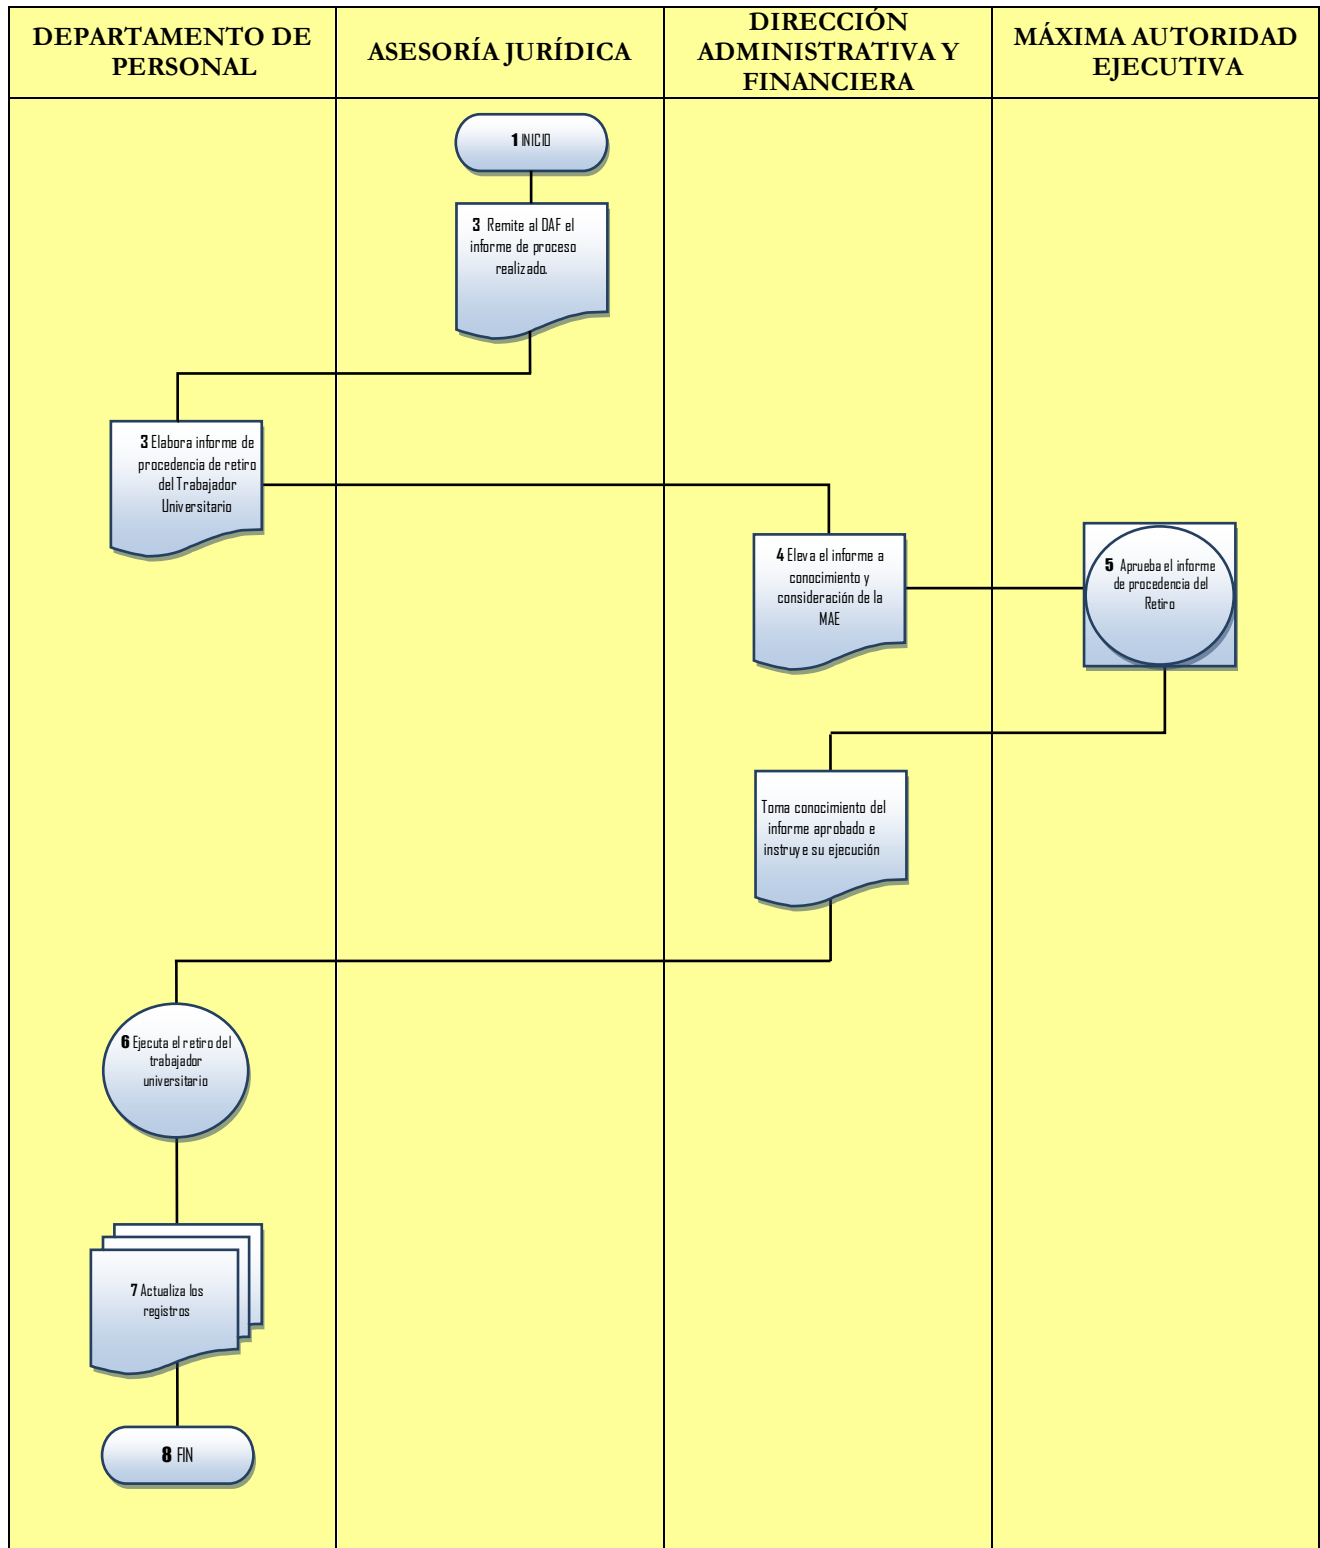 DEPARTAMENTO DE
PERSONAL
ASESORÍA JURÍDICA
DIRECCIÓN
ADMINISTRATIVA Y
FINANCIERA
MÁXIMA AUTORIDAD
EJECUTIVA
1 INICIO
3 Remite al DAF el
informe de proceso
realizado.
3 Elabora informe de
procedencia de retiro
del Trabajador
Universitario
4 Eleva el informe a
conocimiento y
consideración de la
MAE
5 Aprueba el informe
de procedencia del
Retiro
Toma conocimiento del
informe aprobado e
instruye su ejecución
6 Ejecuta el retiro del
trabajador
universitario
7 Actualiza los
registros
8 FIN